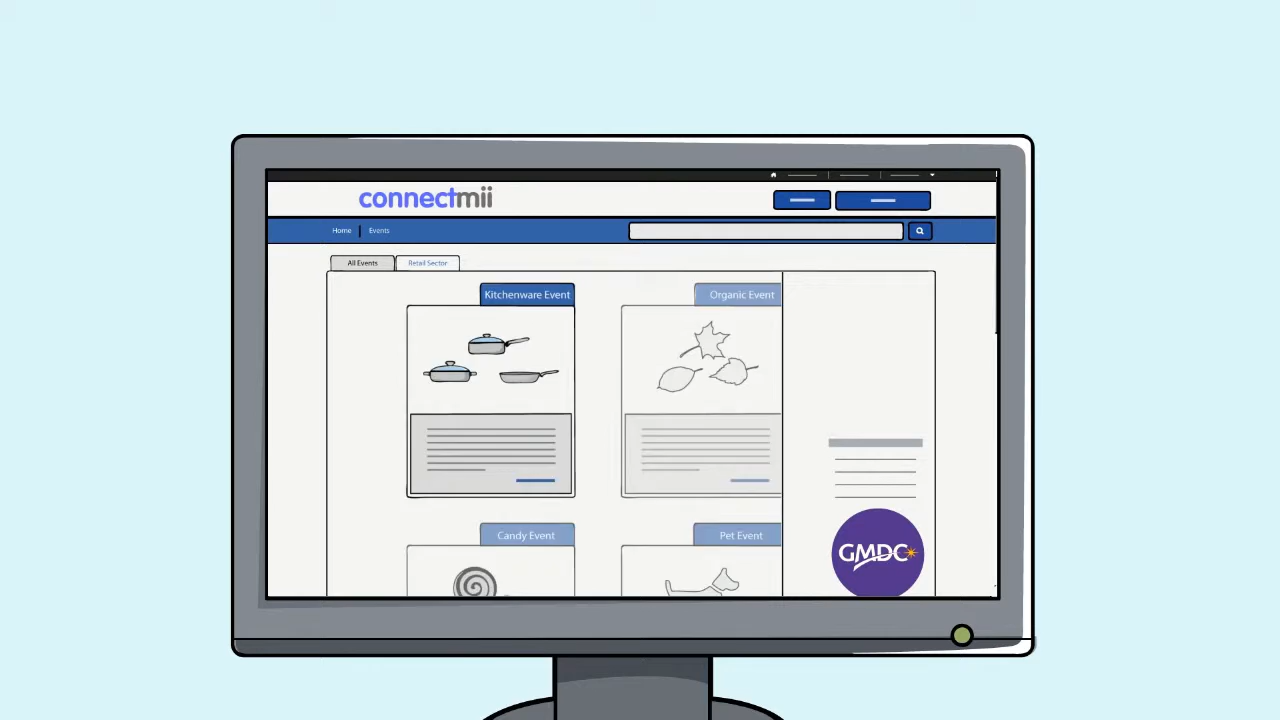 connectmii
Home Events
All Events Retail Sector
Kitchenware Event Organic Event
Candy Event Pet Event
GMDC